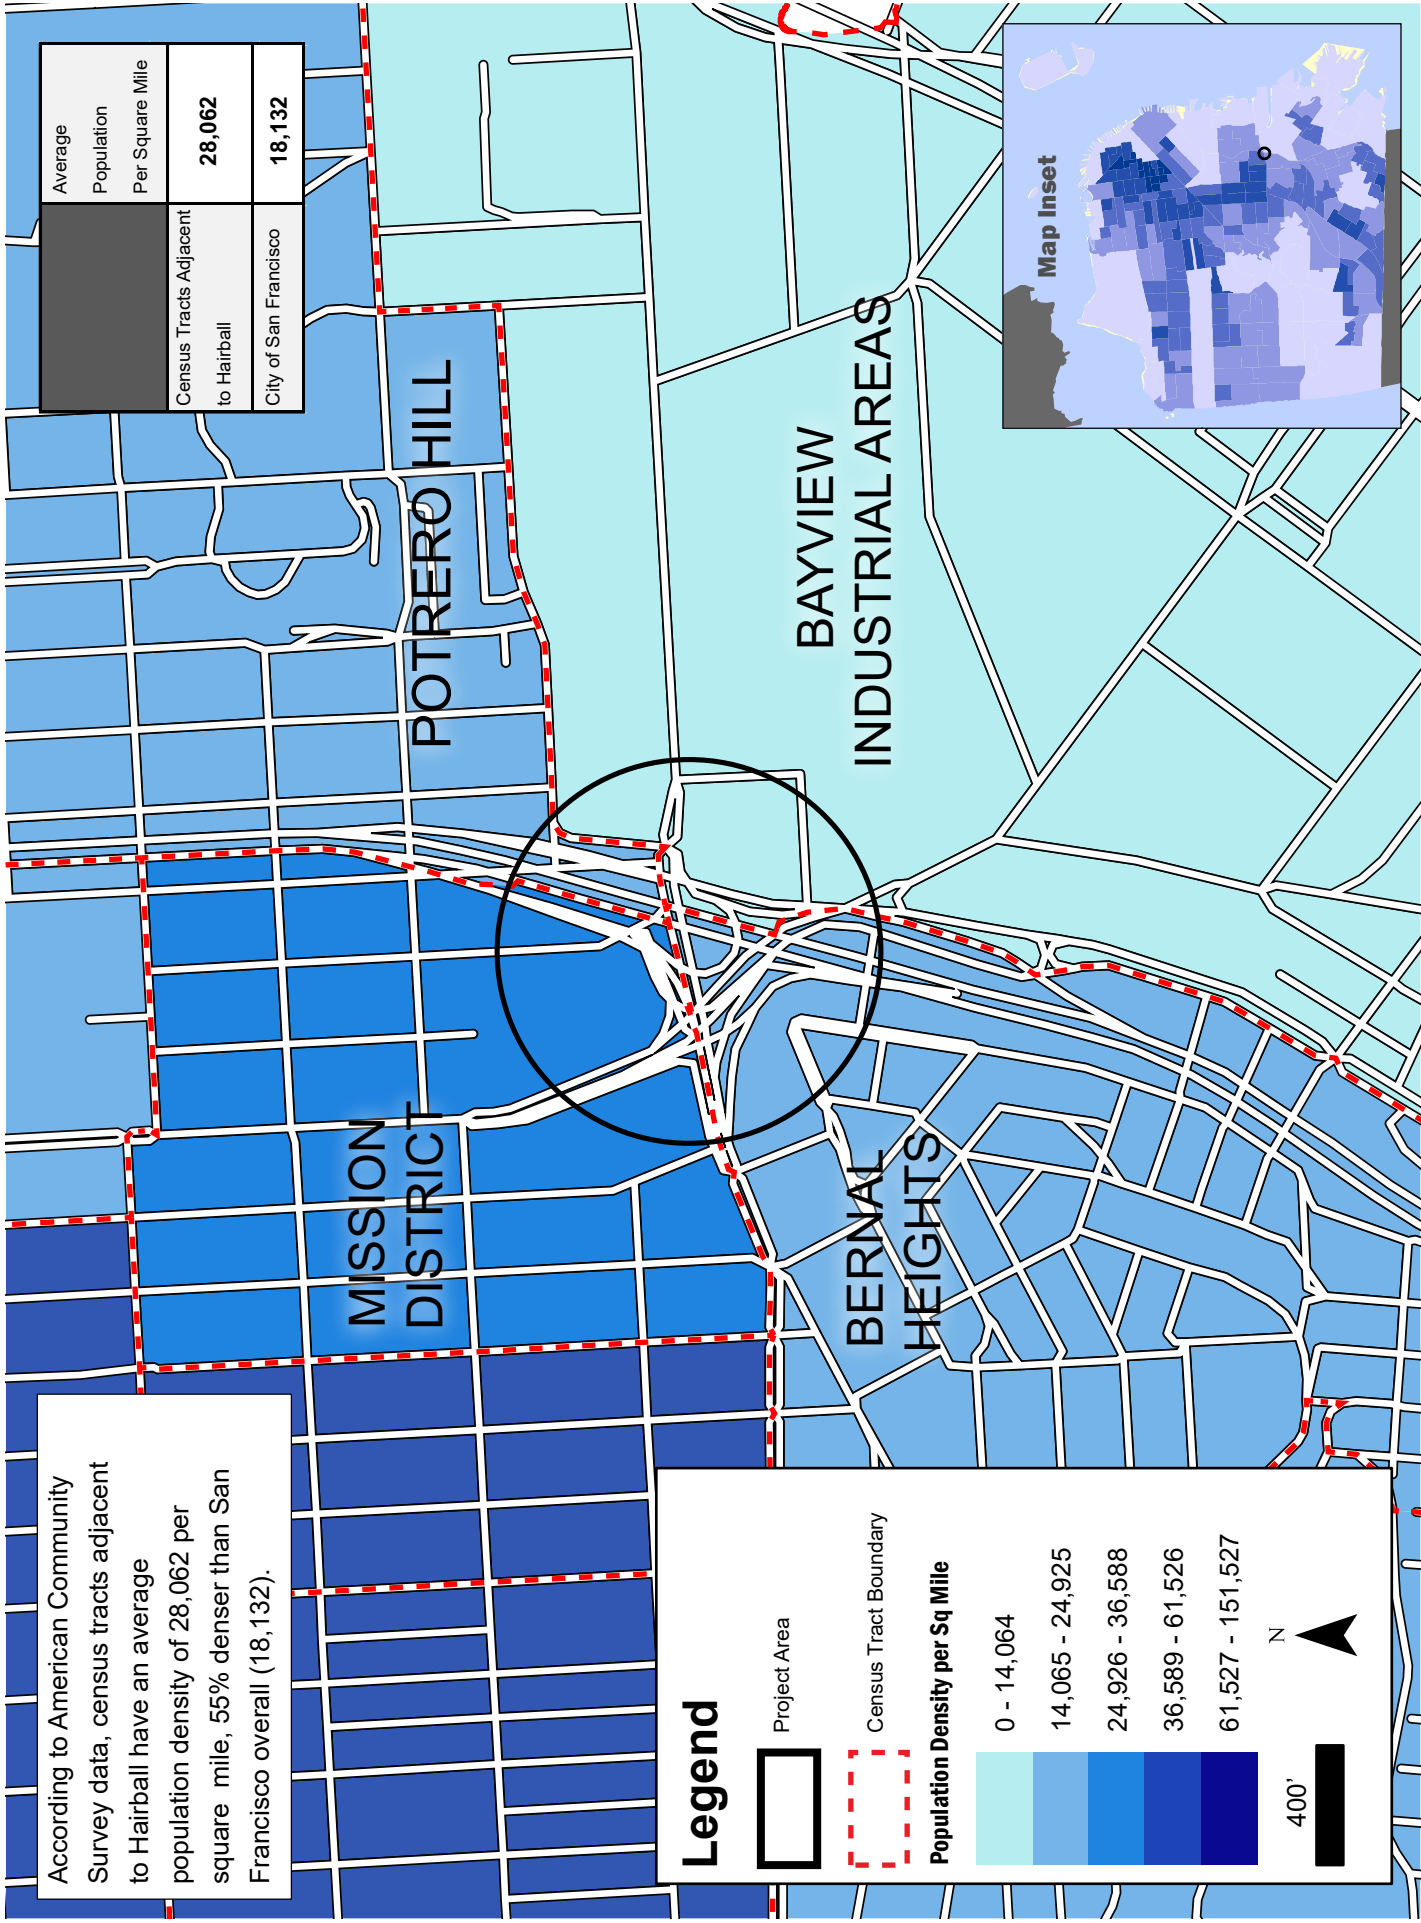 According to American Community
Survey data, census tracts adjacent
to Hairball have an average
population density of 28,062 per
square mile, 55% denser than San
Francisco overall (18,132).
Average
Population
Per Square Mile
Census Tracts Adjacent
to Hairball
28,062
City of San Francisco
18,132
MISSION
DISTRICT
POTRERO HILL
BERNAL
HEIGHTS
BAYVIEW
INDUSTRIAL AREAS
Legend
Project Area
Census Tract Boundary
Population Density per Sq Mile
0 - 14,064
14,065 - 24,925
24,926 - 36,588
36,589 - 61,526
61,527 - 151,527
400'
N
Map Inset